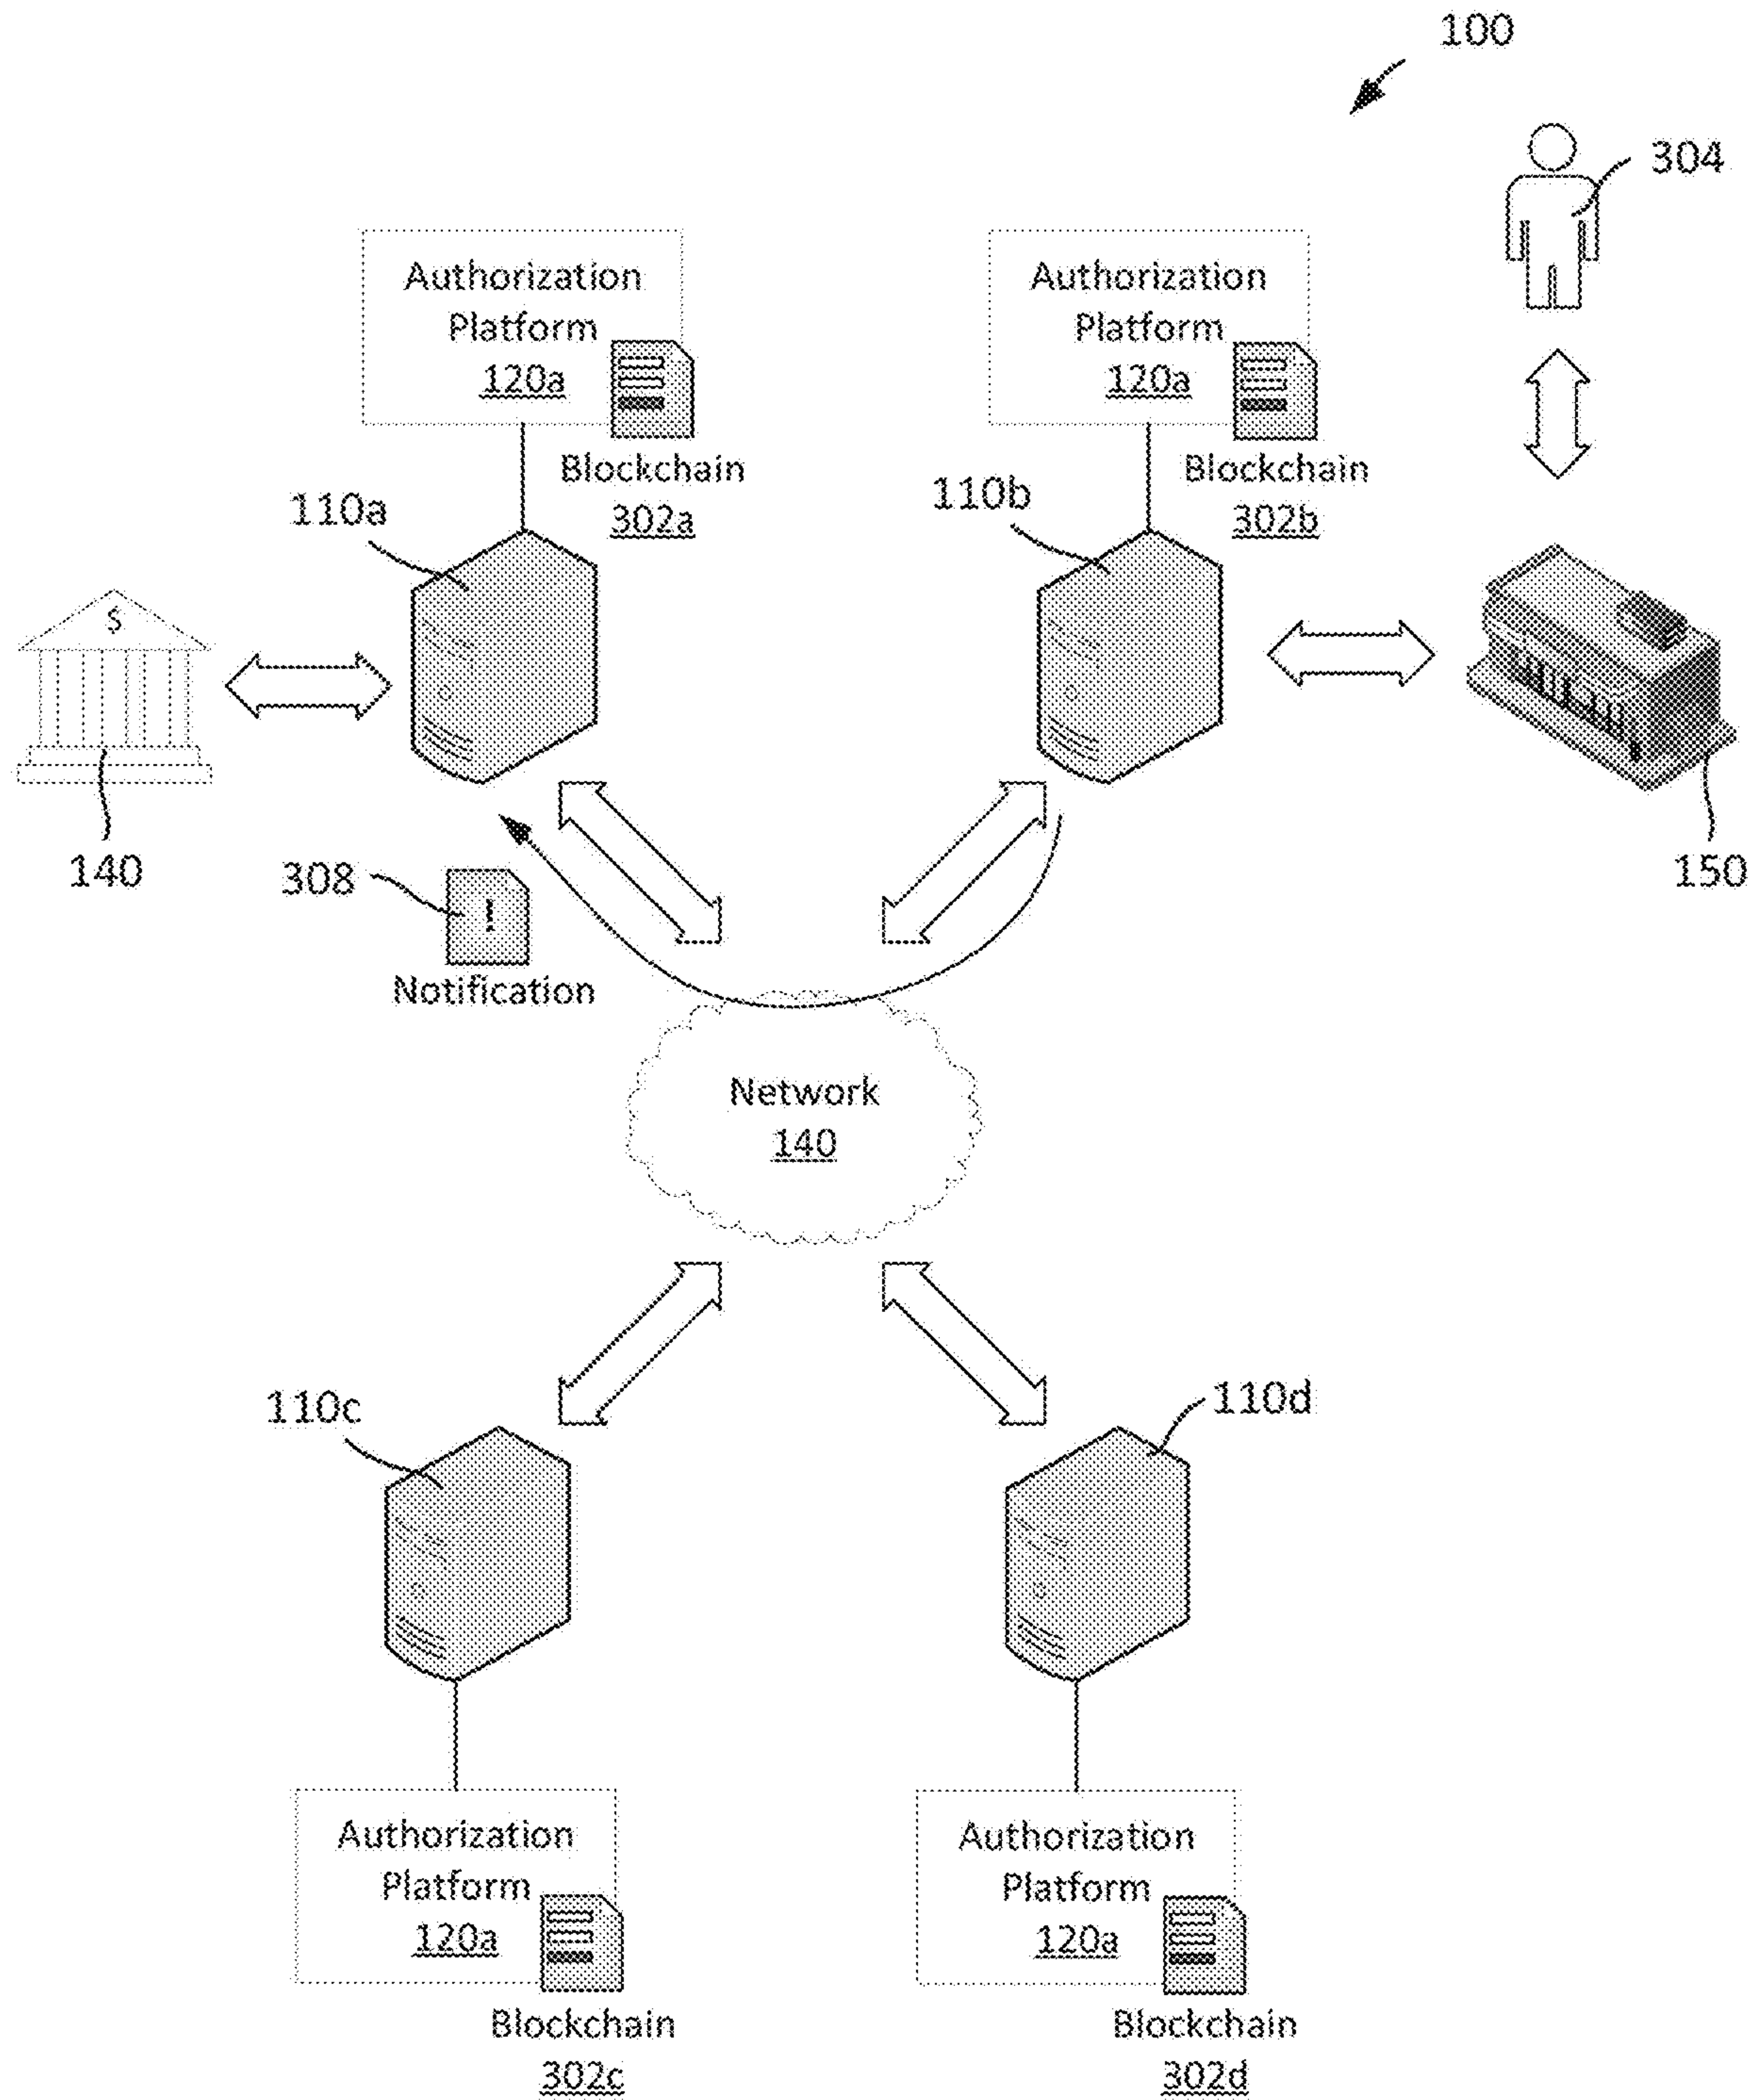 100
304
Authorization
Platform
120a
Blockchain
302a
Authorization
Platform
120a
Blockchain
302b
110a
110b
$
140
150
308
!
Notification
Network
140
110c
110d
Authorization
Platform
120a
Blockchain
302c
Authorization
Platform
120a
Blockchain
302d